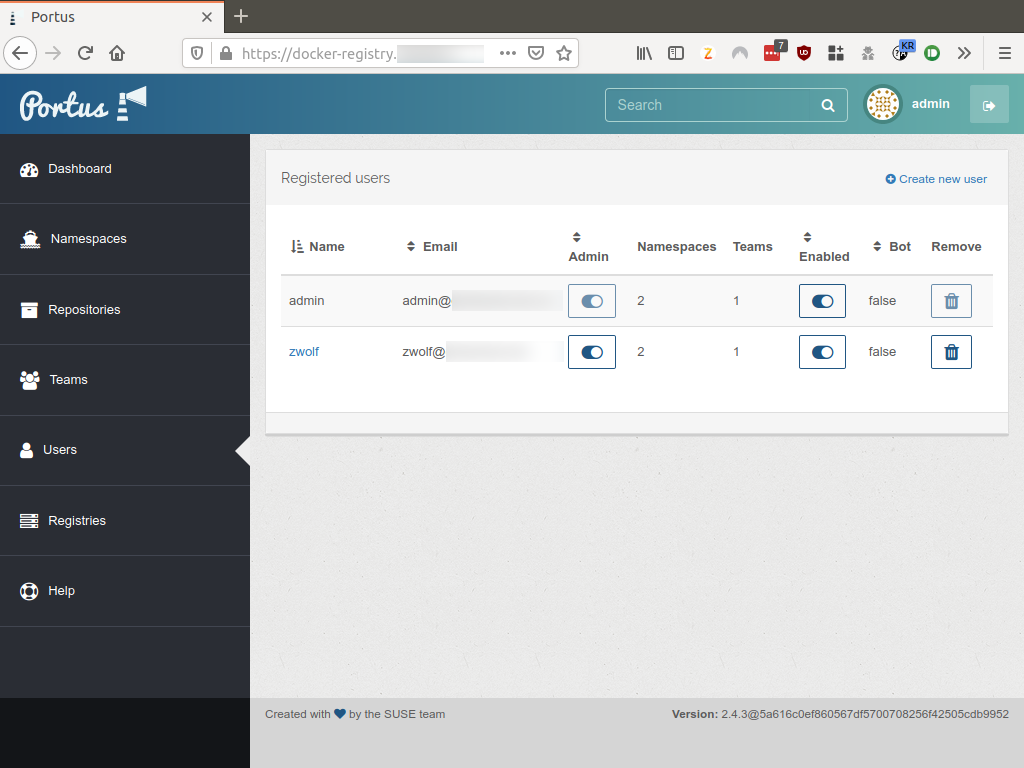 Portus
https://docker-registry.
7
KR
Portus
Search
admin
Dashboard
Namespaces
Repositories
Teams
Users
Registries
Help
Registered users
Create new user
Name Email Admin Namespaces Teams Enabled Bot Remove
admin admin@ 2 1 false
zwolf zwolf@ 2 1 false
Created with by the SUSE team
Version: 2.4.3@5a616c0ef860567df5700708256f42505cdb9952